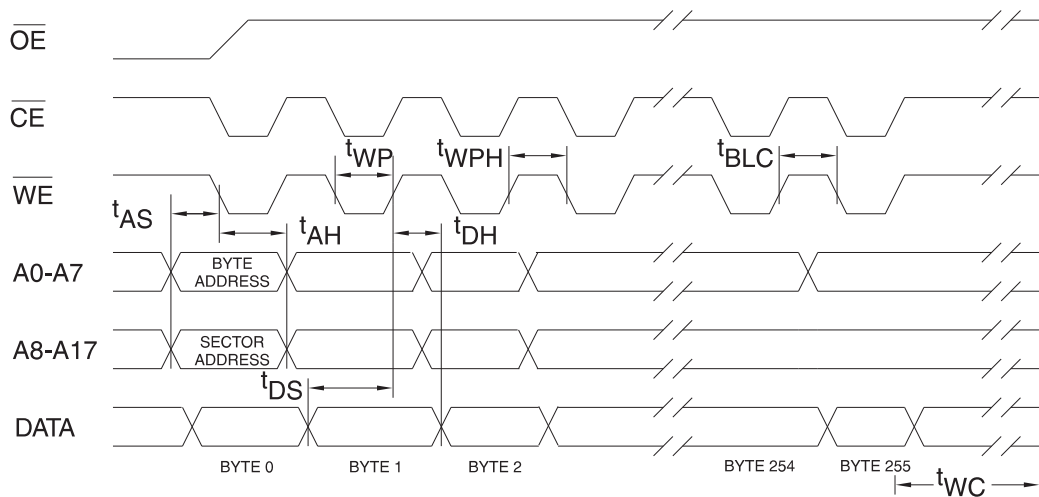 OE
CE
tWP tWPH tBLC
WE
tAS tAH tDH
A0-A7 BYTE ADDRESS
A8-A17 SECTOR ADDRESS
tDS
DATA
BYTE 0 BYTE 1 BYTE 2 BYTE 254 BYTE 255
tWC